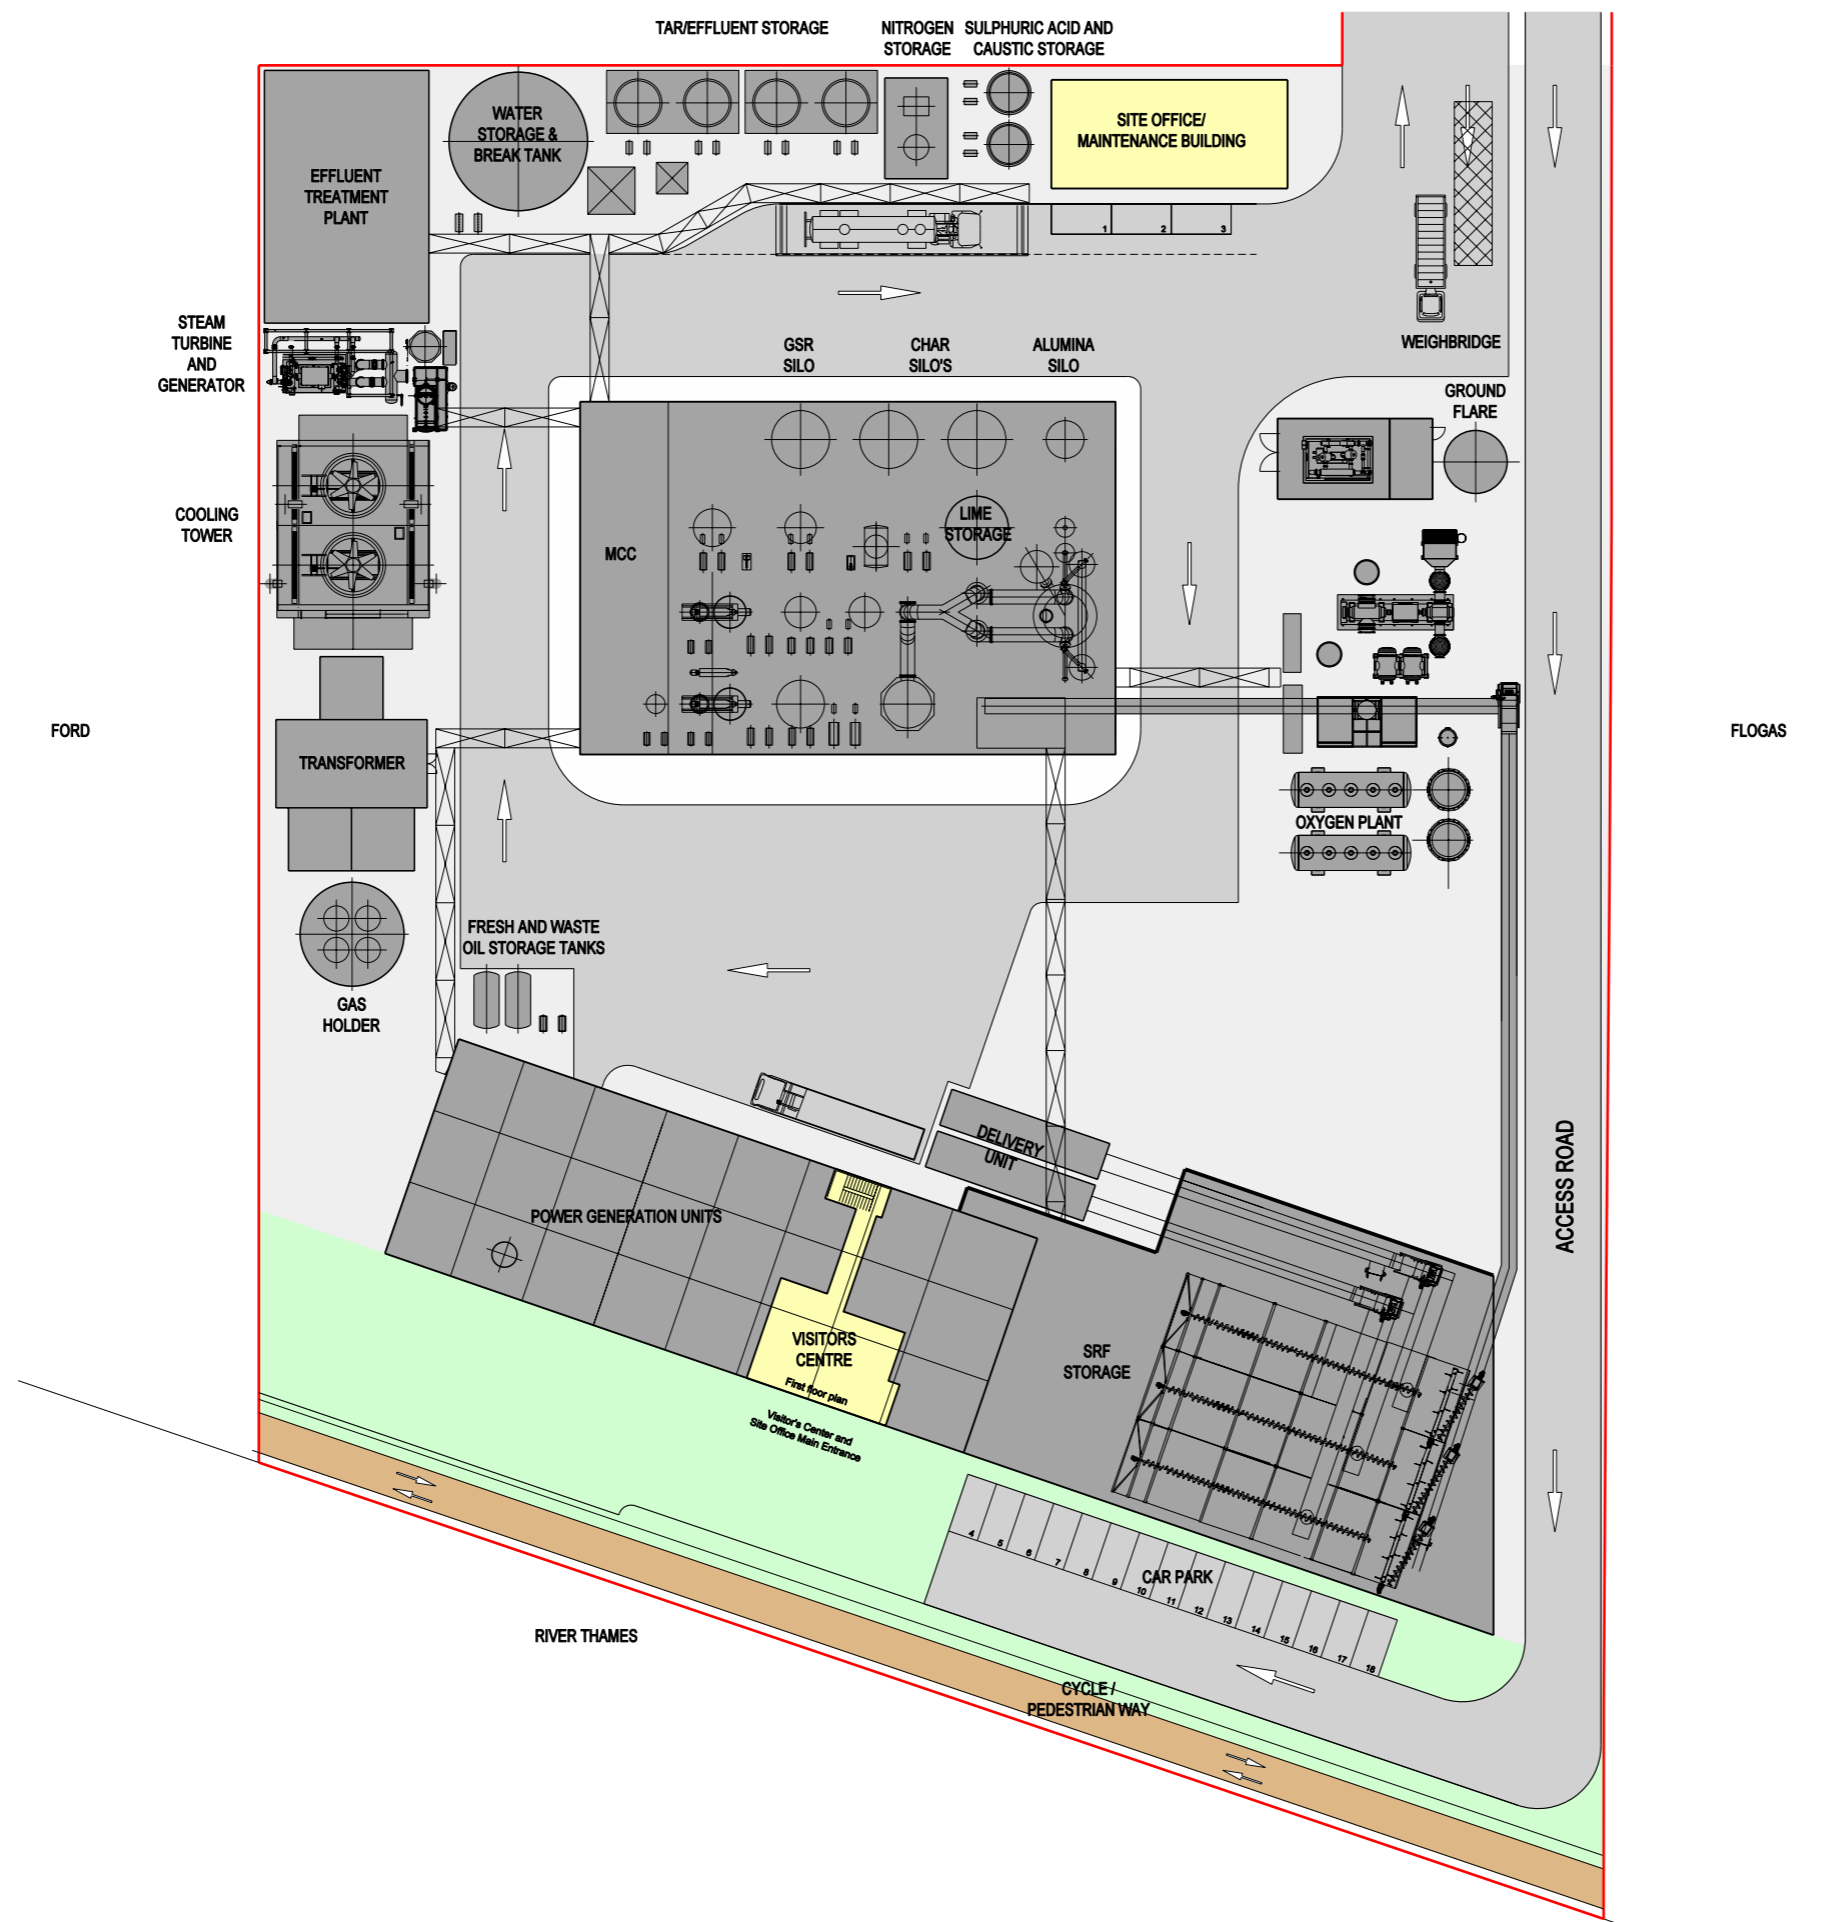 TAR/EFFLUENT STORAGE
NITROGEN
STORAGE
SULPHURIC ACID AND
CAUSTIC STORAGE
WATER
STORAGE &
BREAK TANK
SITE OFFICE/
MAINTENANCE BUILDING
EFFLUENT
TREATMENT
PLANT
1
2
3
STEAM
TURBINE
AND
GENERATOR
GSR
SILO
CHAR
SILO'S
ALUMINA
SILO
WEIGHBRIDGE
GROUND
FLARE
COOLING
TOWER
MCC
LIME
STORAGE
FORD
TRANSFORMER
FLOGAS
OXYGEN PLANT
FRESH AND WASTE
OIL STORAGE TANKS
GAS
HOLDER
DELIVERY
UNIT
ACCESS ROAD
POWER GENERATION UNITS
VISITORS
CENTRE
First floor plan
SRF
STORAGE
Visitor's Center and
Site Office Main Entrance
4
5
6
7
8
9
10
11
12
13
14
15
16
17
18
CAR PARK
RIVER THAMES
CYCLE /
PEDESTRIAN WAY